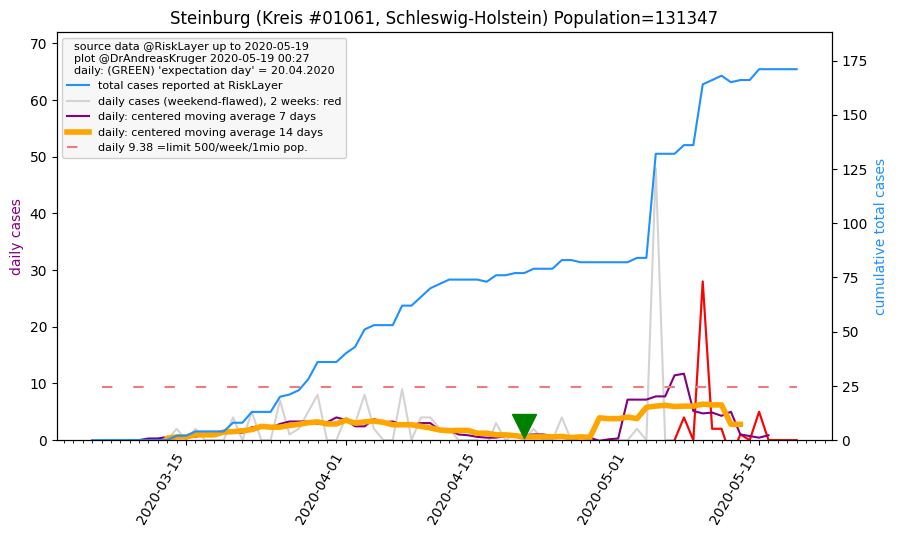 Steinburg (Kreis #01061, Schleswig-Holstein) Population=131347
source data @RiskLayer up to 2020-05-19
plot @DrAndreasKruger 2020-05-19 00:27
daily: (GREEN) 'expectation day' = 20.04.2020
total cases reported at RiskLayer
daily cases (weekend-flawed), 2 weeks: red
daily: centered moving average 7 days
daily: centered moving average 14 days
daily 9.38 =limit 500/week/1mio pop.
daily cases
70
60
50
40
30
20
10
0
cumulative total cases
175
150
125
100
75
50
25
0
2020-03-15
2020-04-01
2020-04-15
2020-05-01
2020-05-15